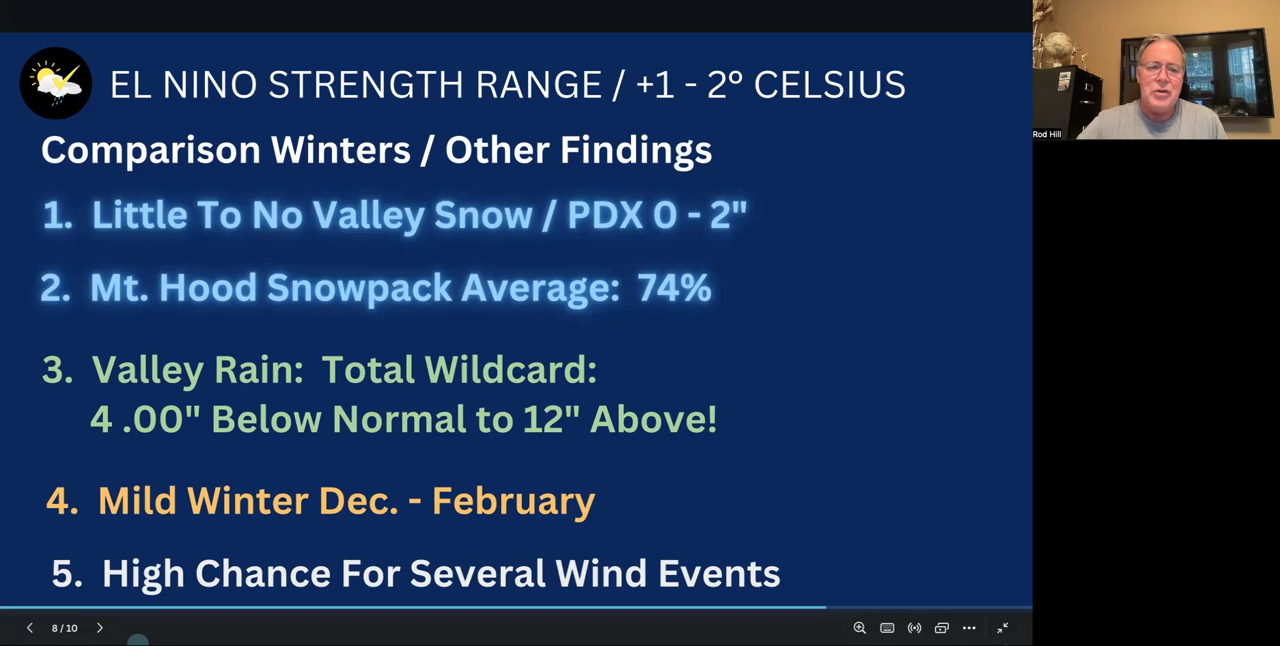 EL NINO STRENGTH RANGE / +1 - 2° CELSIUS
Comparison Winters / Other Findings
1. Little To No Valley Snow / PDX 0 - 2"
2. Mt. Hood Snowpack Average: 74%
3. Valley Rain: Total Wildcard:
4 .00" Below Normal to 12" Above!
4. Mild Winter Dec. - February
5. High Chance For Several Wind Events
8 / 10
Rod Hill